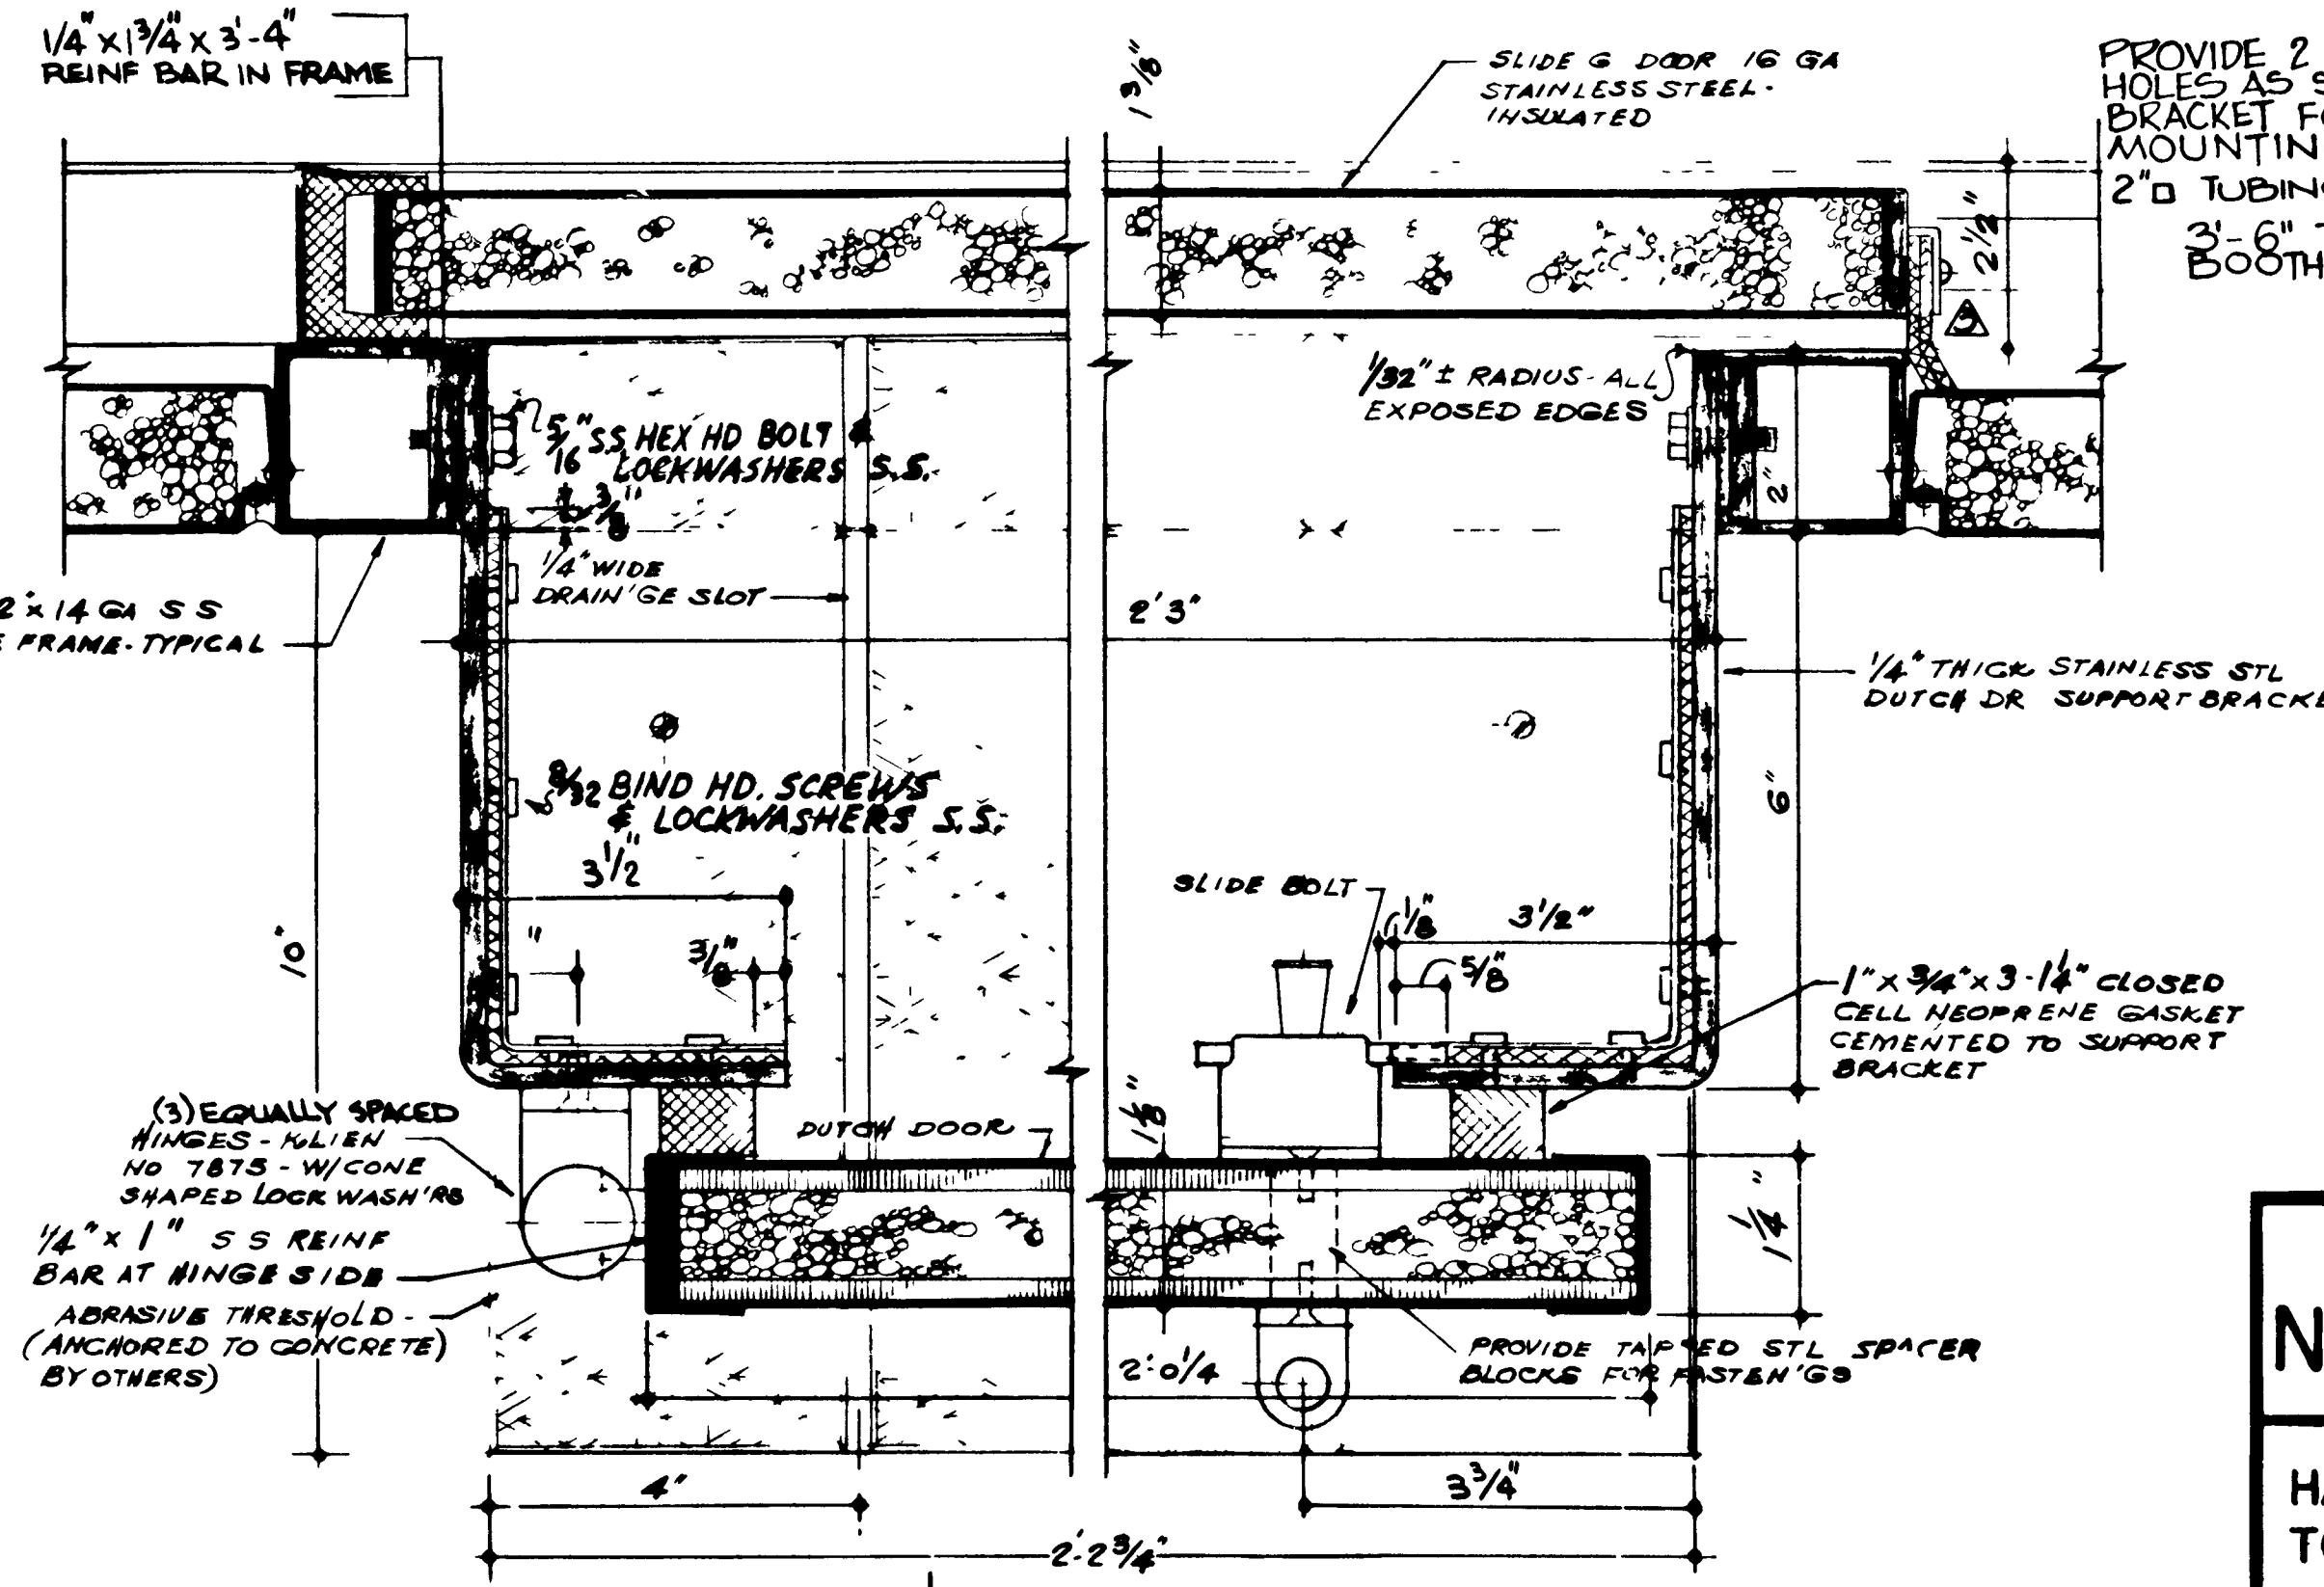 1/4" x 1 3/4" x 3'-4"
REINF BAR IN FRAME
1 3/8"
SLIDE G DOOR 16 GA
STAINLESS STEEL-
INSULATED
PROVIDE 2
HOLES AS S
BRACKET FO
MOUNTIN
2"□ TUBING
3'-6" T
BOOTH
2 1/2"
3
1/32" ± RADIUS-ALL
EXPOSED EDGES
5/16" S.S. HEX HD BOLT
LOCKWASHERS S.S.
3/8"
2"
1/4" WIDE
DRAIN'GE SLOT
2" x 14 GA S S
E FRAME-TYPICAL
2'3"
1/4" THICK STAINLESS STL
DUTCH DR SUPPORT BRACKE
8/32 BIND HD. SCREWS
& LOCKWASHERS S.S.
6"
3 1/2"
SLIDE BOLT
1/8"
3 1/2"
10"
"
5/8"
1" x 3/4" x 3-1 1/4" CLOSED
CELL NEOPRENE GASKET
CEMENTED TO SUPPORT
BRACKET
(3) EQUALLY SPACED
HINGES - KLIEN
NO 7875 - W/CONE
SHAPED LOCK WASH'RS
DUTCH DOOR
1/4" x 1" S S REINF
BAR AT HINGE SIDE
1 1/4"
ABRASIVE THRESHOLD -
(ANCHORED TO CONCRETE)
BY OTHERS)
2'-0 1/4
PROVIDE TAPPED STL SPACER
BLOCKS FOR FASTEN'GS
N
4"
3 3/4"
2'-2 3/4"
HA
TO